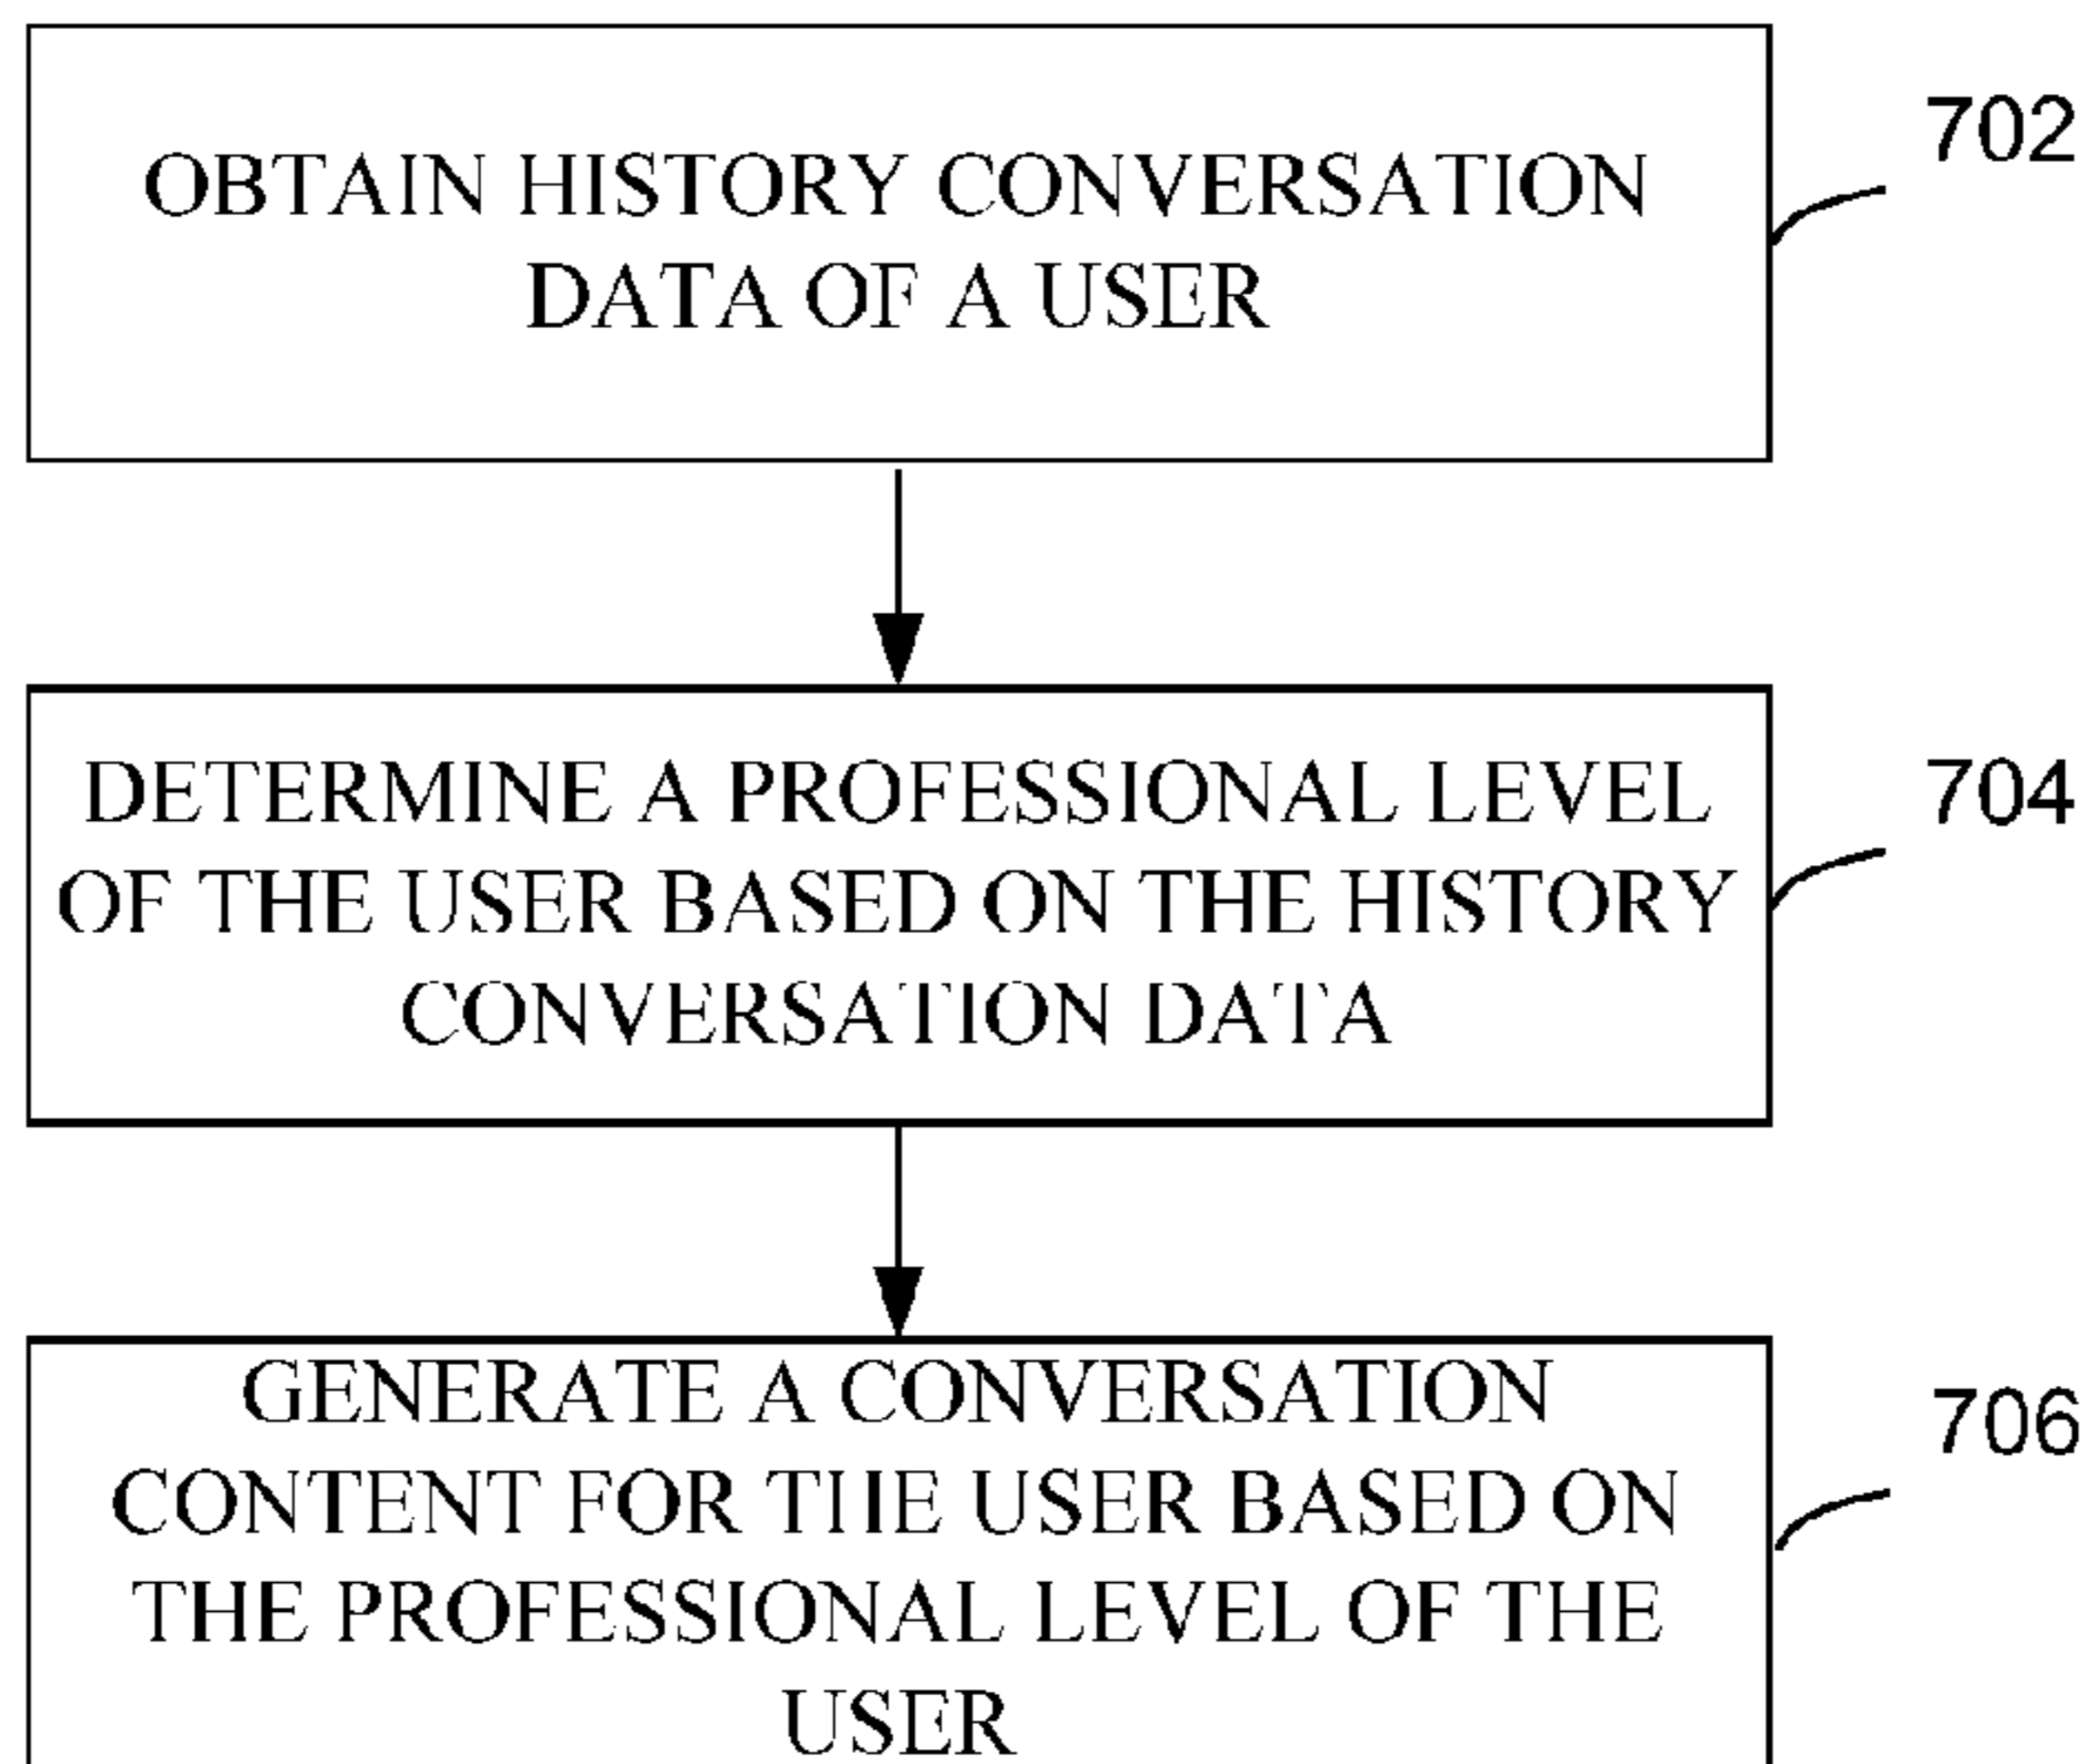 OBTAIN HISTORY CONVERSATION
DATA OF A USER
702
DETERMINE A PROFESSIONAL LEVEL
OF THE USER BASED ON THE HISTORY
CONVERSATION DATA
704
GENERATE A CONVERSATION
CONTENT FOR THE USER BASED ON
THE PROFESSIONAL LEVEL OF THE
USER
706